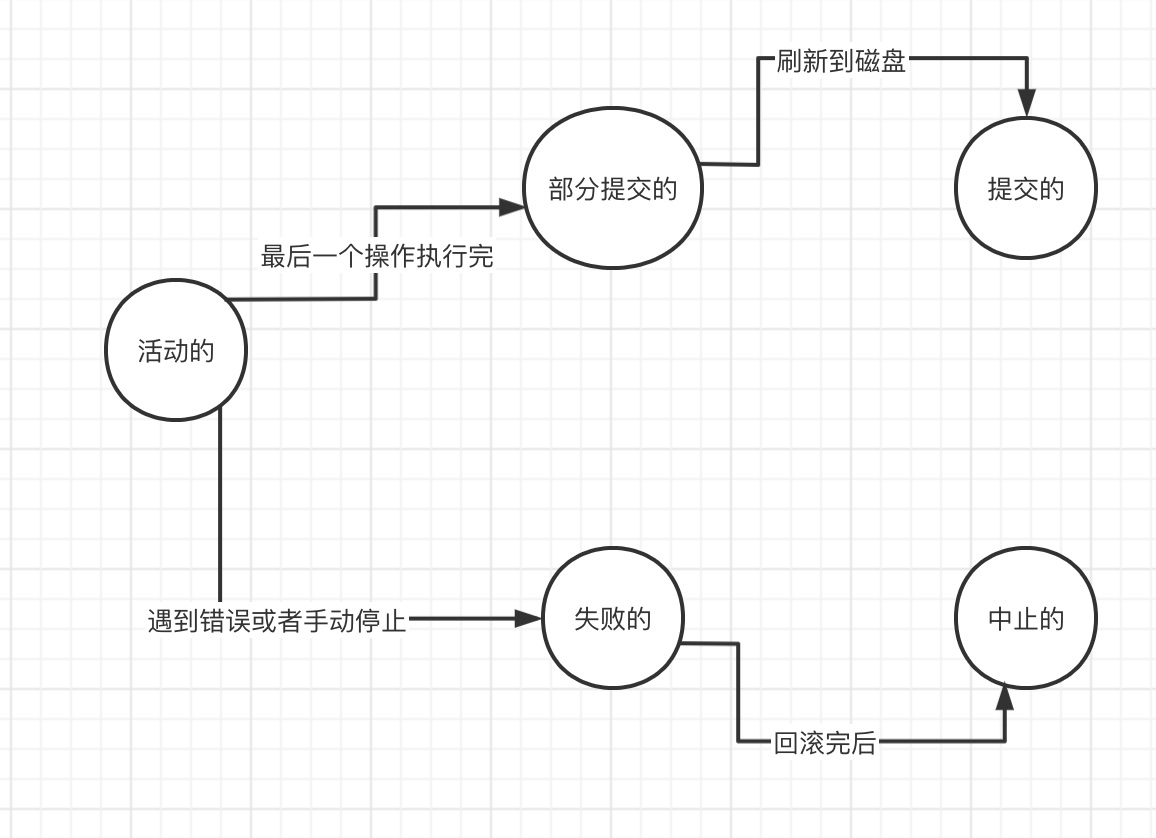 刷新到磁盘
部分提交的
提交的
最后一个操作执行完
活动的
遇到错误或者手动停止
失败的
中止的
回滚完后